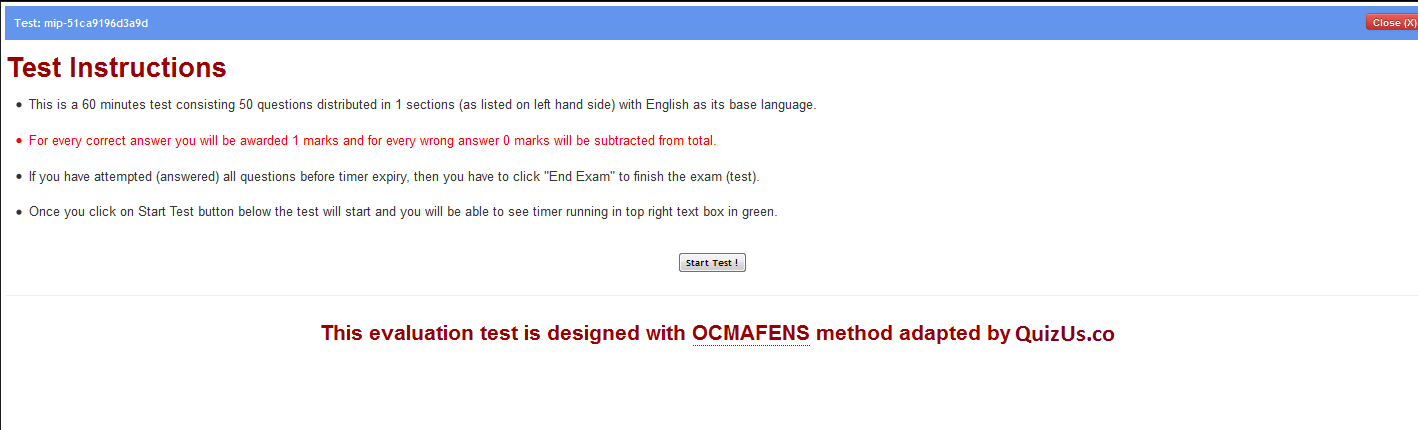 Test: mip-51ca9196d3a9d
Close (X)
Test Instructions
This is a 60 minutes test consisting 50 questions distributed in 1 sections (as listed on left hand side) with English as its base language.
For every correct answer you will be awarded 1 marks and for every wrong answer 0 marks will be subtracted from total.
If you have attempted (answered) all questions before timer expiry, then you have to click "End Exam" to finish the exam (test).
Once you click on Start Test button below the test will start and you will be able to see timer running in top right text box in green.
Start Test !
This evaluation test is designed with OCMAFENS method adapted by QuizUs.co